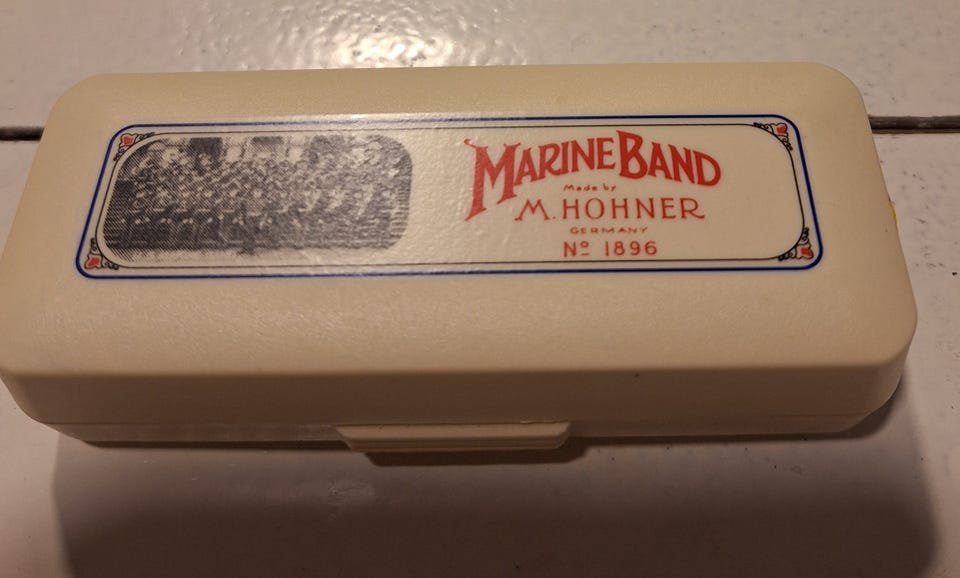 MARINE BAND
Made by
M. HOHNER
GERMANY
Nº 1896